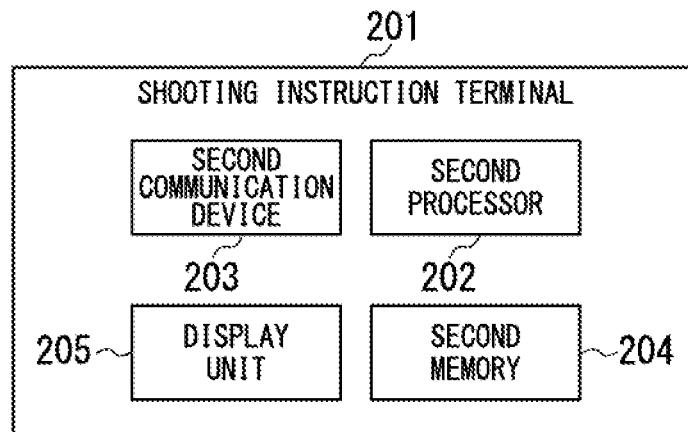 201
SHOOTING INSTRUCTION TERMINAL
SECOND
COMMUNICATION
DEVICE
203
SECOND
PROCESSOR
202
205
DISPLAY
UNIT
SECOND
MEMORY
204